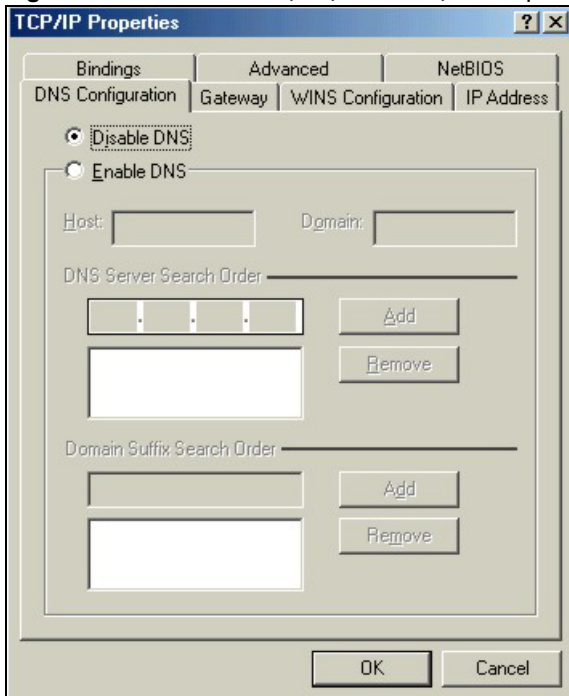 TCP/IP Properties
Bindings Advanced NetBIOS
DNS Configuration Gateway WINS Configuration IP Address
Disable DNS
Enable DNS
Host: Domain:
DNS Server Search Order
. . .
Add
Remove
Domain Suffix Search Order
Add
Remove
OK Cancel